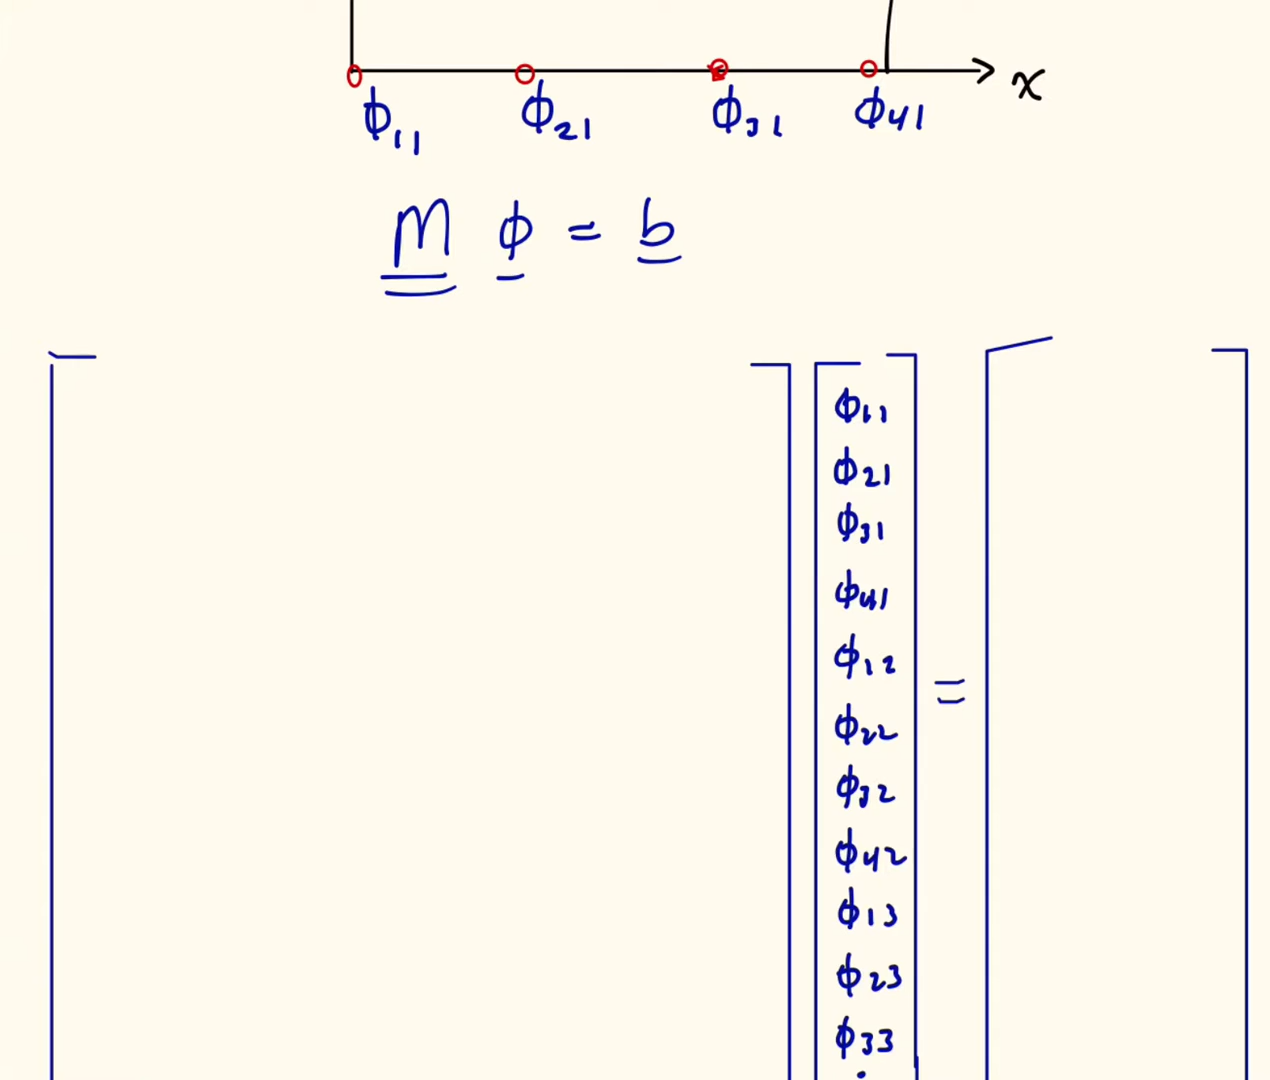 x
ϕ₁₁ ϕ₂₁ ϕ₃₁ ϕ₄₁
M ϕ = b
ϕ₁₁
ϕ₂₁
ϕ₃₁
ϕ₄₁
ϕ₁₂
ϕ₂₂
ϕ₃₂
=
ϕ₄₂
ϕ₁₃
ϕ₂₃
ϕ₃₃